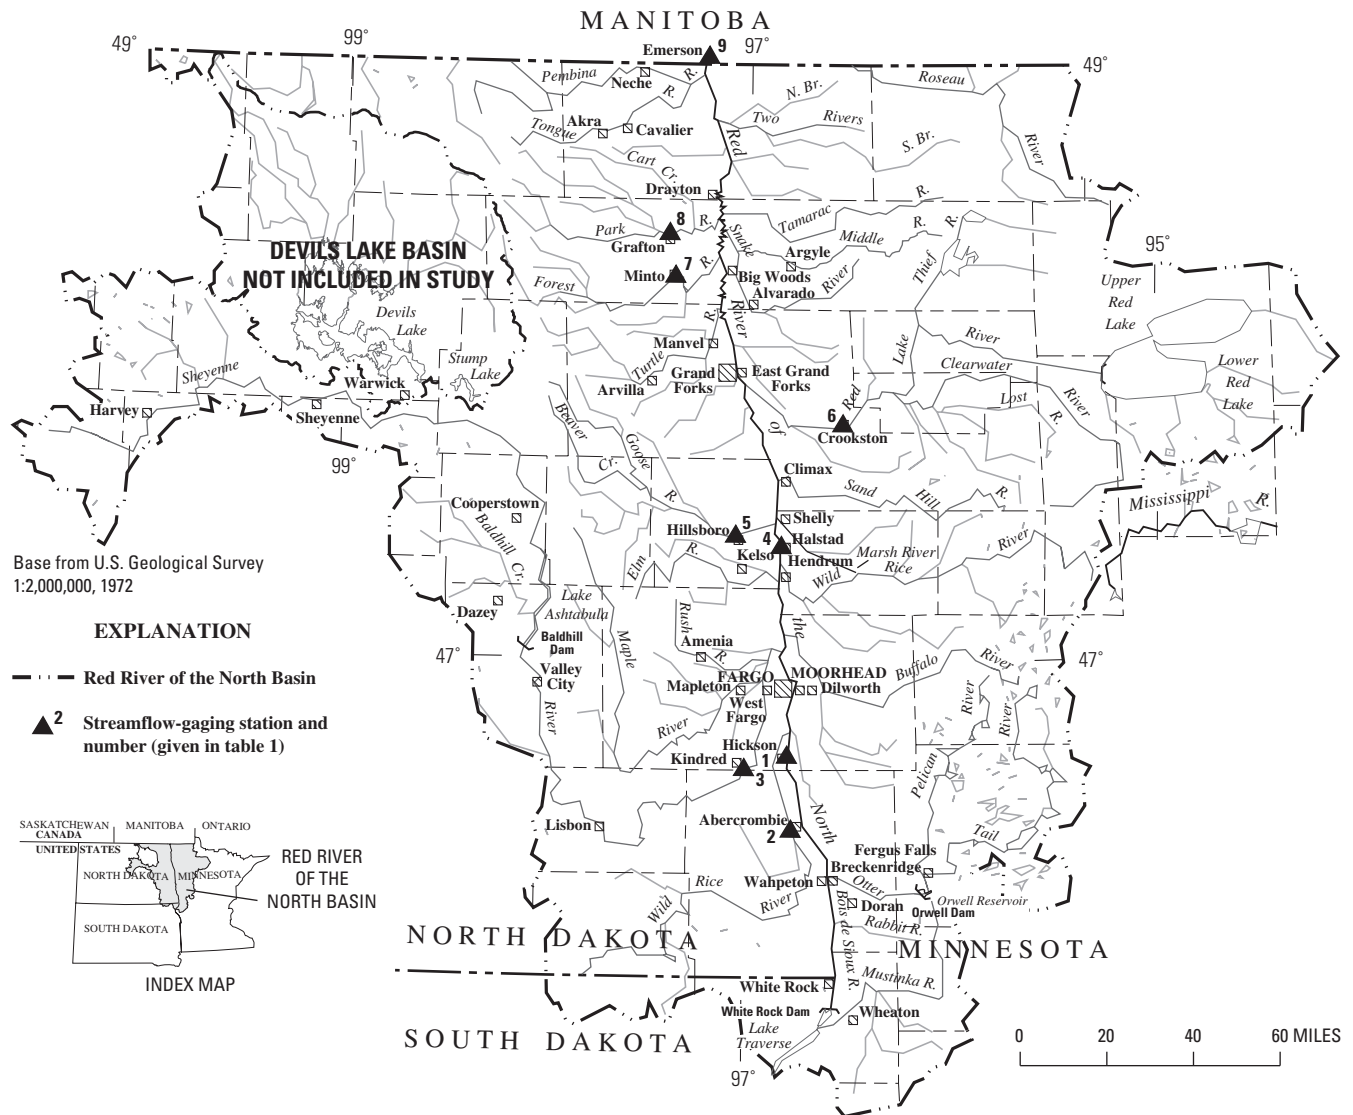 MANITOBA
49°
99°
Emerson
9
97°
49°
Pembina
R.
Neche
R.
N. Br.
Roseau
Akra
Tongue
Cavalier
Two
Rivers
Red
S. Br.
River
Cart
Cr.
Drayton
R.
Tamarac
R.
R.
8
Park
R.
Grafton
Snake
Middle
Argyle
Thief
95°
DEVILS LAKE BASIN
NOT INCLUDED IN STUDY
7
R.
Minto
Big Woods
River
Alvarado
Forest
Upper
Red
Lake
Devils
Lake
R.
River
Manvel
Lake
River
Stump
Lake
Turtle
Grand
Forks
East Grand
Forks
Clearwater
Lower
Red
Lake
Sheyenne
Warwick
Arvilla
Red
Lost
River
R.
Harvey
Sheyenne
Beaver
Cr.
Goose
R.
of
6
Crookston
99°
Climax
Sand
Hill
R.
Mississippi
R.
Cooperstown
Baldhill
Cr.
Hillsboro
5
4
Shelly
Halstad
Kelso
R.
Hendrum
Marsh River
Rice
River
Wild
Elm
Base from U.S. Geological Survey
1:2,000,000, 1972
Dazey
Lake
Ashtabula
Rush
R.
Maple
the
EXPLANATION
Baldhill
Dam
Amenia
47°
47°
Valley
City
Buffalo
River
Red River of the North Basin
Mapleton
FARGO
MOORHEAD
Dilworth
West
Fargo
River
River
River
2
Streamflow-gaging station and
number (given in table 1)
River
Hickson
1
Kindred
3
Pelican
Lisbon
Abercrombie
2
North
Tail
SASKATCHEWAN
MANITOBA
ONTARIO
CANADA
UNITED STATES
NORTH DAKOTA
MINNESOTA
SOUTH DAKOTA
RED RIVER
OF THE
NORTH BASIN
INDEX MAP
Fergus Falls
Breckenridge
Wahpeton
Otter
Rice
River
Wild
Doran
Orwell Reservoir
Orwell Dam
Rabbit R.
Bois de Sioux R.
NORTH DAKOTA
MINNESOTA
Mustinka R.
White Rock
White Rock Dam
Wheaton
Lake
Traverse
SOUTH DAKOTA
97°
0
20
40
60 MILES